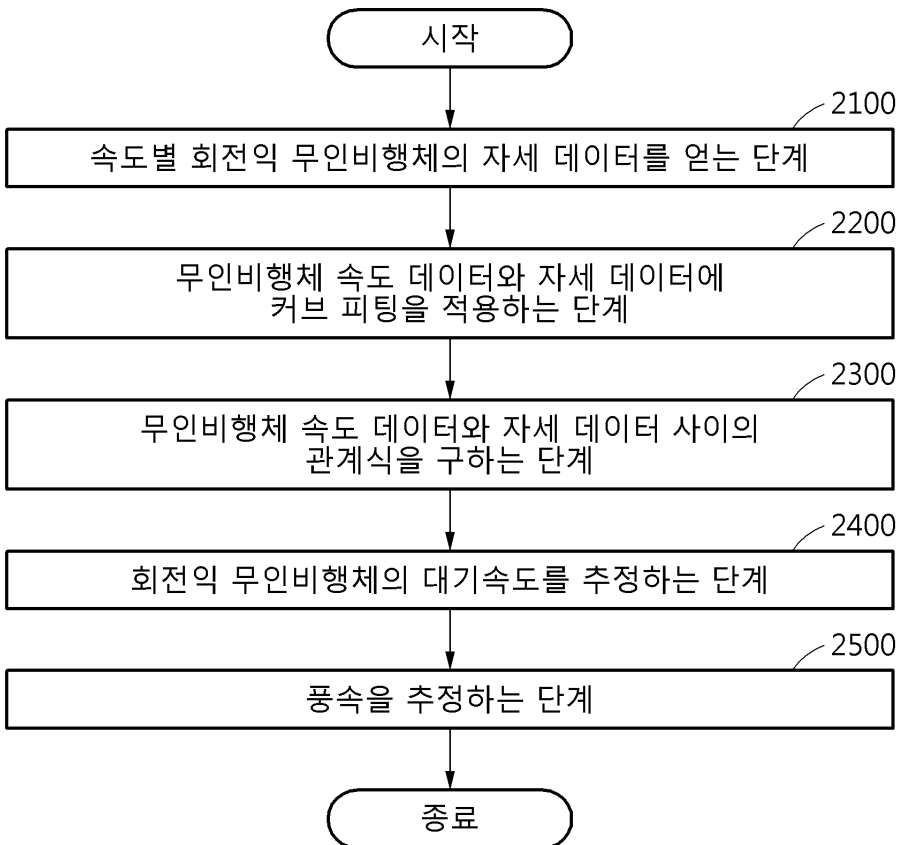 시작
2100
속도별 회전익 무인비행체의 자세 데이터를 얻는 단계
2200
무인비행체 속도 데이터와 자세 데이터에
커브 피팅을 적용하는 단계
2300
무인비행체 속도 데이터와 자세 데이터 사이의
관계식을 구하는 단계
2400
회전익 무인비행체의 대기속도를 추정하는 단계
2500
풍속을 추정하는 단계
종료